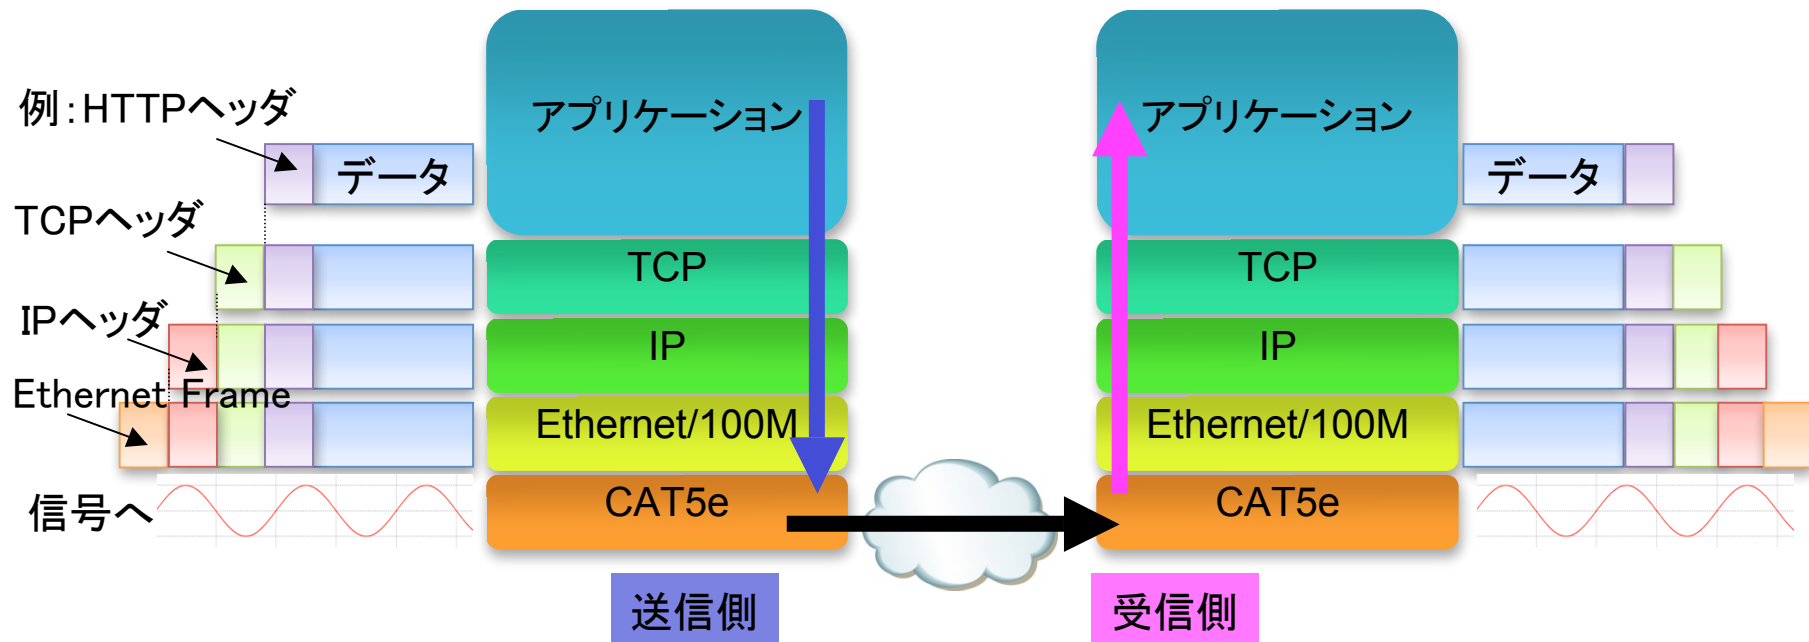 例：HTTPヘッダ
データ
TCPヘッダ
IPヘッダ
Ethernet Frame
信号へ
アプリケーション
TCP
IP
Ethernet/100M
CAT5e
送信側
アプリケーション
TCP
IP
Ethernet/100M
CAT5e
受信側
データ